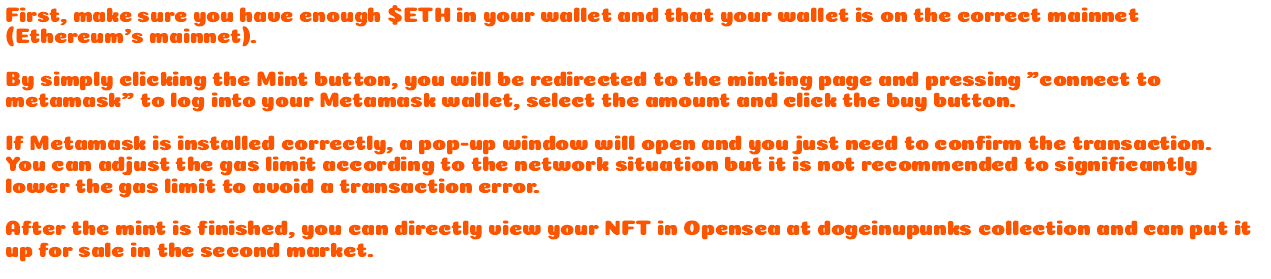 First, make sure you have enough $ETH in your wallet and that your wallet is on the correct mainnet
(Ethereum's mainnet).
By simply clicking the Mint button, you will be redirected to the minting page and pressing "connect to
metamask" to log into your Metamask wallet, select the amount and click the buy button.
If Metamask is installed correctly, a pop-up window will open and you just need to confirm the transaction.
You can adjust the gas limit according to the network situation but it is not recommended to significantly
lower the gas limit to avoid a transaction error.
After the mint is finished, you can directly view your NFT in Opensea at dogeinupunks collection and can put it
up for sale in the second market.